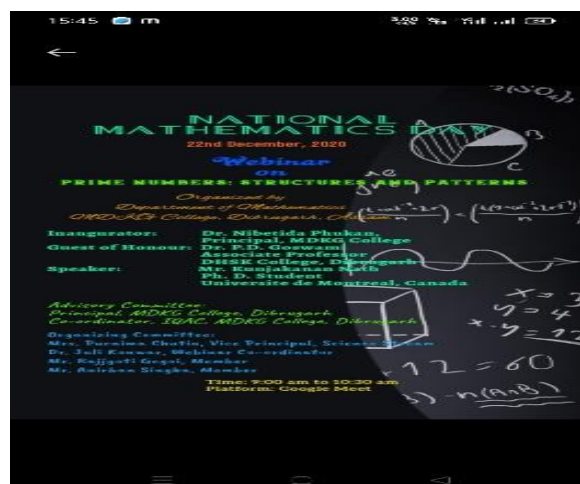 15:45
NATIONAL
MATHEMATICS DAY
22nd December, 2020
Webinar
on
PRIME NUMBERS: STRUCTURES AND PATTERNS
Organized by
Department of Mathematics
MDKG College, Dibrugarh, Assam
Inaugurator: Dr. Nibetida Phukan,
Principal, MDKG College
Guest of Honour: Dr. P.D. Goswami
Associate Professor
DHSK College, Dibrugarh
Speaker: Mr. Kunjakanan Nath
Ph. D. Student
Universite de Montreal, Canada
Advisory Committee:
Principal, MDKG College, Dibrugarh
Co-ordinator, IQAC, MDKG College, Dibrugarh
Organizing Committee:
Mrs. Purnima Chutia, Vice Principal, Science Stream
Dr. Juli Konwar, Webinar Co-ordinator
Mr. Rajjyoti Gogoi, Member
Mr. Anirban Singha, Member
Time: 9:00 am to 10:30 am
Platform: Google Meet
B
C
y = 4
12 = 60